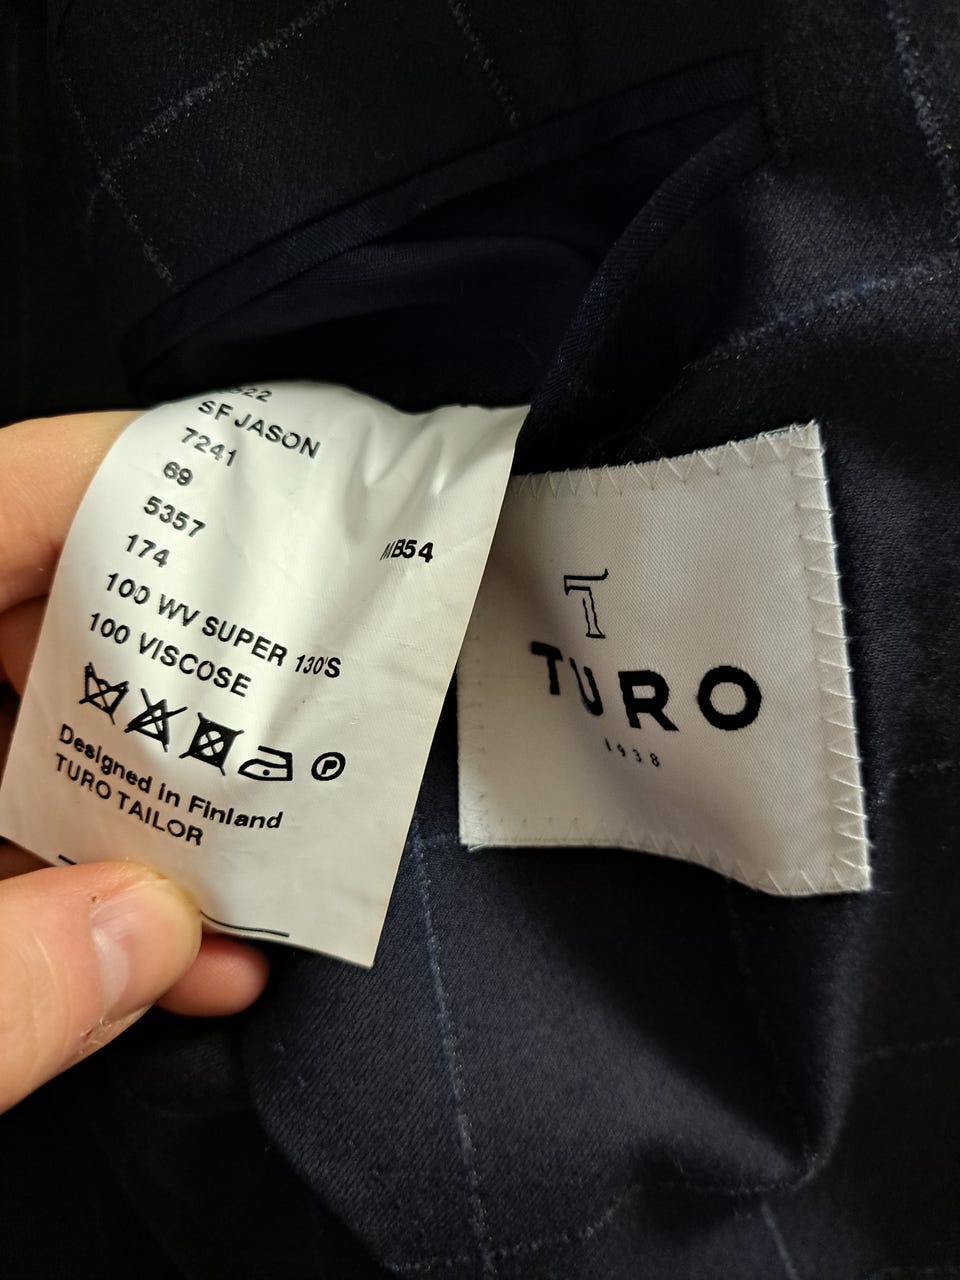 522
SF JASON
7241
69
5357
174 MB54
100 WV SUPER 130'S
100 VISCOSE
P
Designed in Finland
TURO TAILOR
T
TURO
1938